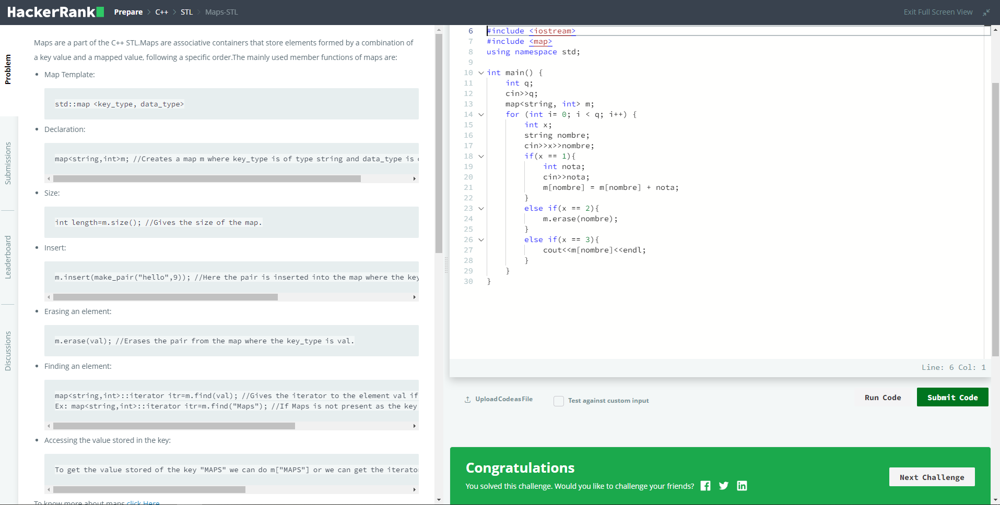 HackerRank
Prepare > C++ > STL > Maps-STL
Exit Full Screen View
Problem
Submissions
Leaderboard
Discussions
Maps are a part of the C++ STL.Maps are associative containers that store elements formed by a combination of
a key value and a mapped value, following a specific order.The mainly used member functions of maps are:
• Map Template:
std::map <key_type, data_type>
• Declaration:
map<string,int>m; //Creates a map m where key_type is of type string and data_type is
• Size:
int length=m.size(); //Gives the size of the map.
• Insert:
m.insert(make_pair("hello",9)); //Here the pair is inserted into the map where the key
• Erasing an element:
m.erase(val); //Erases the pair from the map where the key_type is val.
• Finding an element:
map<string,int>::iterator itr=m.find(val); //Gives the iterator to the element val if
Ex: map<string,int>::iterator itr=m.find("Maps"); //If Maps is not present as the key
• Accessing the value stored in the key:
To get the value stored of the key "MAPS" we can do m["MAPS"] or we can get the iterato
To know more about maps click Here
6 #include <iostream>
7 #include <map>
8 using namespace std;
9
10 int main() {
11 int q;
12 cin>>q;
13 map<string, int> m;
14 for (int i= 0; i < q; i++) {
15 int x;
16 string nombre;
17 cin>>x>>nombre;
18 if(x == 1){
19 int nota;
20 cin>>nota;
21 m[nombre] = m[nombre] + nota;
22 }
23 else if(x == 2){
24 m.erase(nombre);
25 }
26 else if(x == 3){
27 cout<<m[nombre]<<endl;
28 }
29 }
30 }
Line: 6 Col: 1
Upload Code as File
Test against custom input
Run Code
Submit Code
Congratulations
You solved this challenge. Would you like to challenge your friends?
Next Challenge